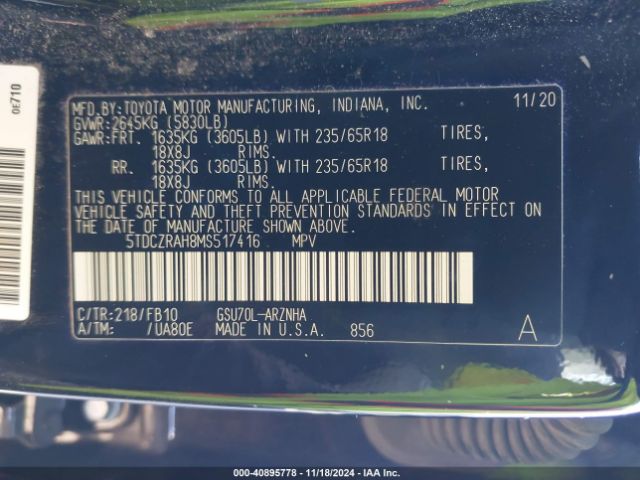 0E710
MFD.BY:TOYOTA MOTOR MANUFACTURING, INDIANA, INC. 11/20
GVWR:2645KG (5830LB)
GAWR:FRT. 1635KG (3605LB) WITH 235/65R18 TIRES,
18X8J RIMS.
RR. 1635KG (3605LB) WITH 235/65R18 TIRES,
18X8J RIMS.
THIS VEHICLE CONFORMS TO ALL APPLICABLE FEDERAL MOTOR
VEHICLE SAFETY AND THEFT PREVENTION STANDARDS IN EFFECT ON
THE DATE OF MANUFACTURE SHOWN ABOVE.
5TDCZRAH8MS517416 MPV
C/TR:218/FB10 GSU70L-ARZNHA
A/TM: /UA80E MADE IN U.S.A. 856 A
000-40895778 - 11/18/2024 - IAAI.com